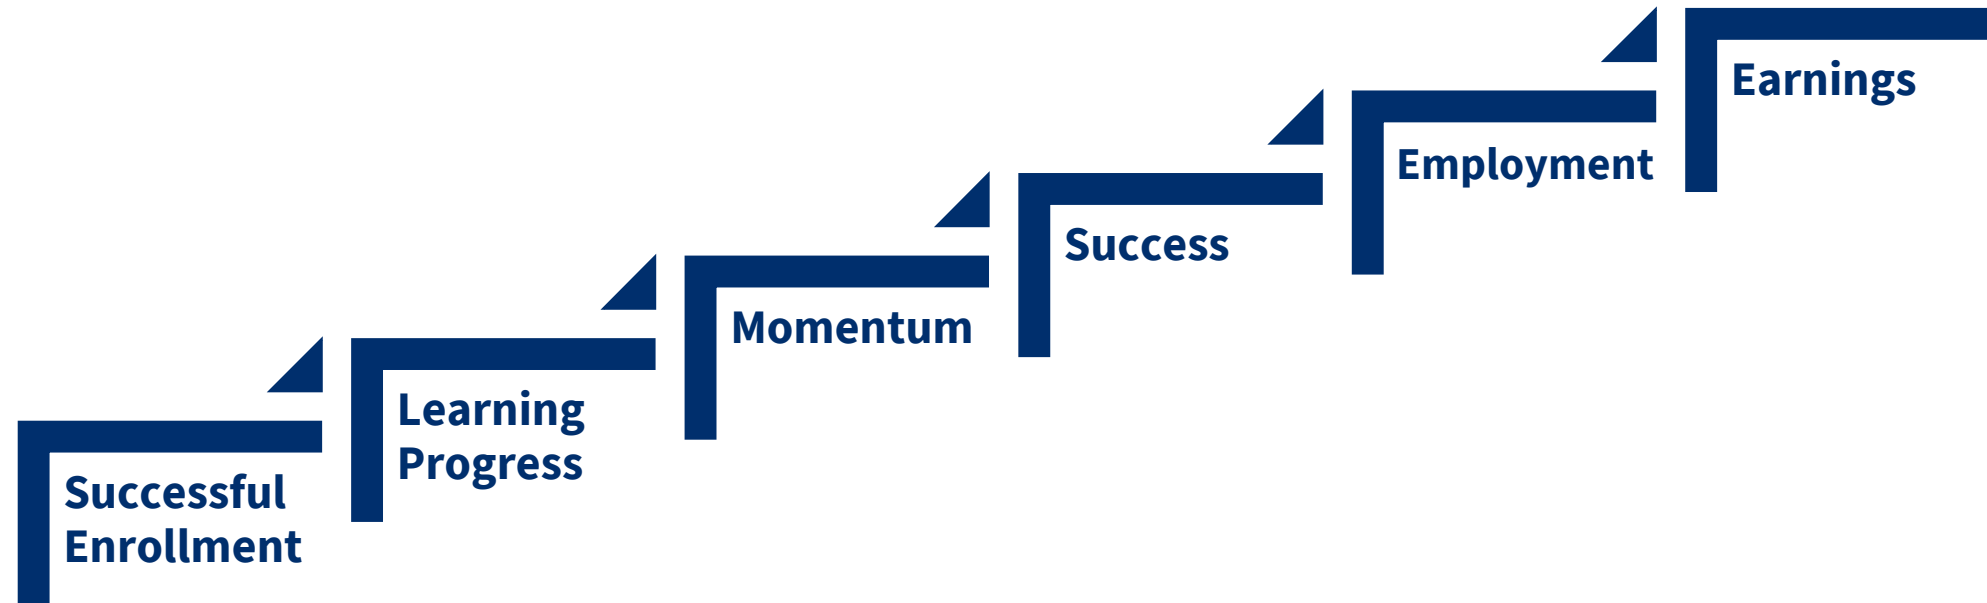 Successful
Enrollment
Learning
Progress
Momentum
Success
Employment
Earnings